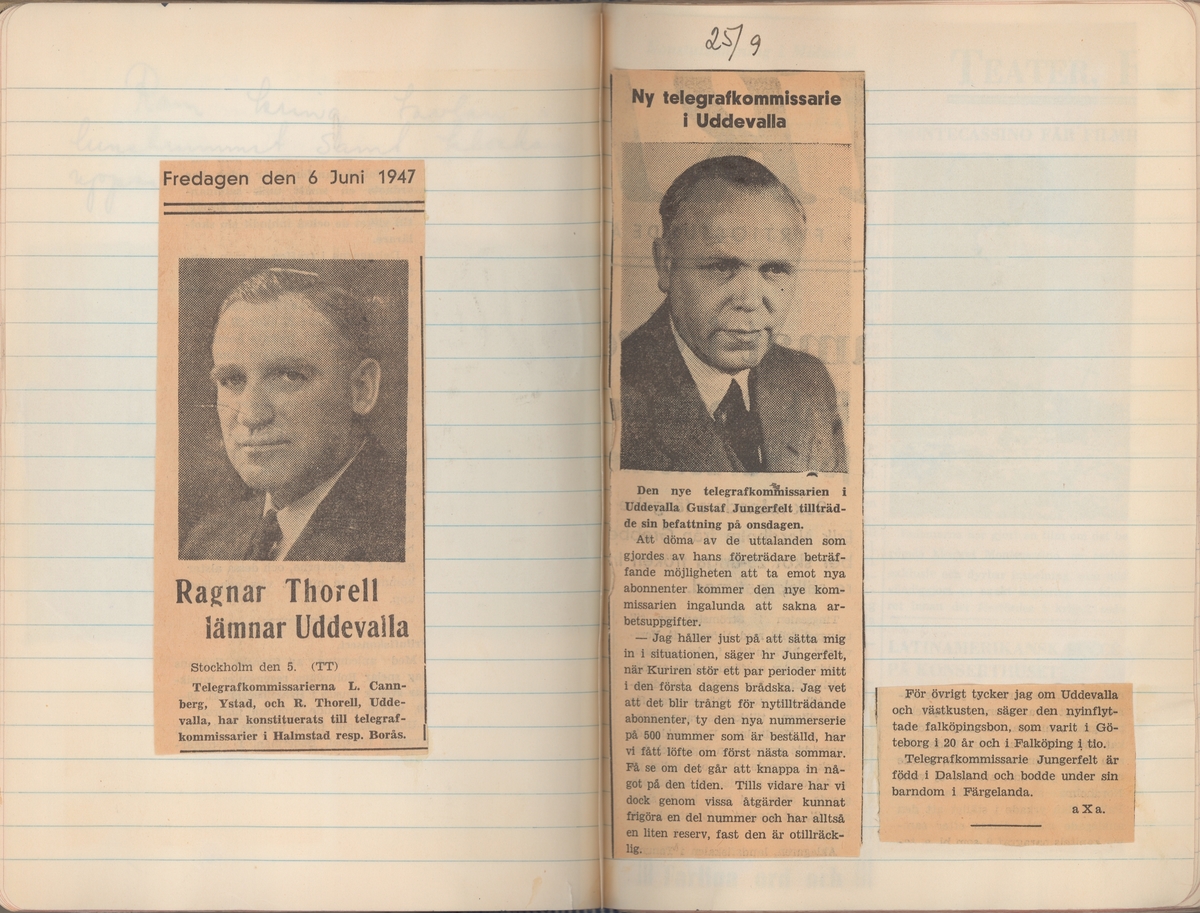 Fredagen den 6 Juni 1947
Ragnar Thorell
lämnar Uddevalla
Stockholm den 5. (TT)
Telegrafkommissarierna L. Cann-
berg, Ystad, och R. Thorell, Udde-
valla, har konstituerats till telegraf-
kommissarier i Halmstad resp. Borås.
25/9
Ny telegrafkommissarie
i Uddevalla
Den nye telegrafkommissarien i
Uddevalla Gustaf Jungerfelt tillträd-
de sin befattning på onsdagen.
Att döma av de uttalanden som
gjordes av hans företrädare beträf-
fande möjligheten att ta emot nya
abonnenter kommer den nye kom-
missarien ingalunda att sakna ar-
betsuppgifter.
— Jag håller just på att sätta mig
in i situationen, säger hr Jungerfelt,
när Kuriren stör ett par perioder mitt
i den första dagens brådska. Jag vet
att det blir trångt för nytillträdande
abonnenter, ty den nya nummerserie
på 500 nummer som är beställd, har
vi fått löfte om först nästa sommar.
Få se om det går att knappa in nå-
got på den tiden. Tills vidare har vi
dock genom vissa åtgärder kunnat
frigöra en del nummer och har alltså
en liten reserv, fast den är otillräck-
lig.
För övrigt tycker jag om Uddevalla
och västkusten, säger den nyinflyt-
tade falköpingsbon, som varit i Gö-
teborg i 20 år och i Falköping i tio.
Telegrafkommissarie Jungerfelt är
född i Dalsland och bodde under sin
barndom i Färgelanda.
aXa.
TEATER.